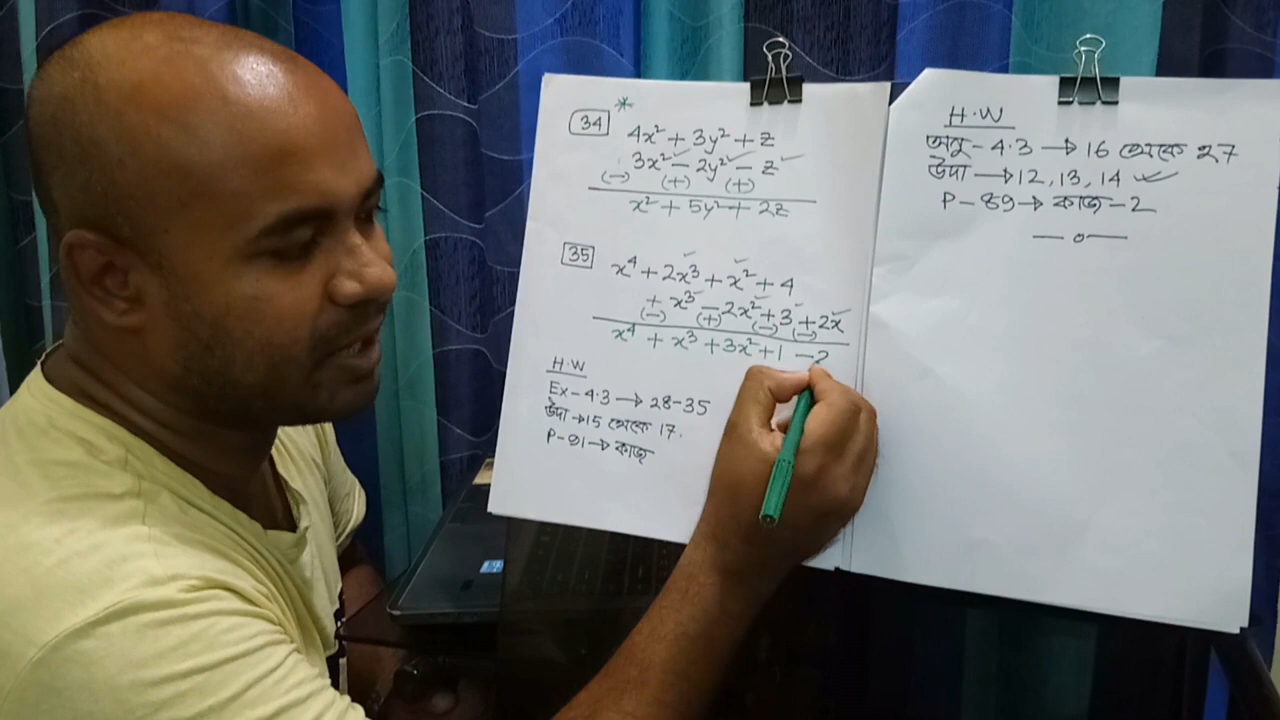 *
34
4x² + 3y² + z
3x² - 2y² - z
(-) (+) (+)
x² + 5y² + 2z
35
x⁴ + 2x³ + x² + 4
+ x³ - 2x² + 3 + 2x
(-) (+) (-) (-)
x⁴ + x³ + 3x² + 1 - 2
H.W
Ex - 4.3 → 28-35
উদা → 15 থেকে 17.
P-91 → কাজ
H.W
অনু - 4.3 → 16 থেকে 27
উদা → 12, 13, 14
P-89 → কাজ - 2